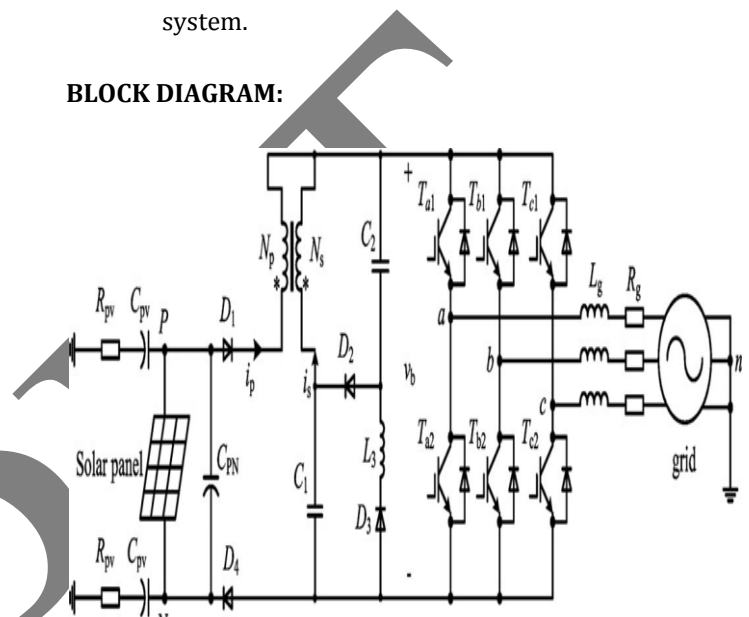 system.
BLOCK DIAGRAM:
+
Ta1 Tb1 Tc1
C2
Np Ns
* *
Lg Rg
Rpv Cpv P D1
a
ip is D2 vb b n
c
L3
Ta2 Tb2 Tc2
Solar panel CPN C1 grid
D3
Rpv Cpv D4 -